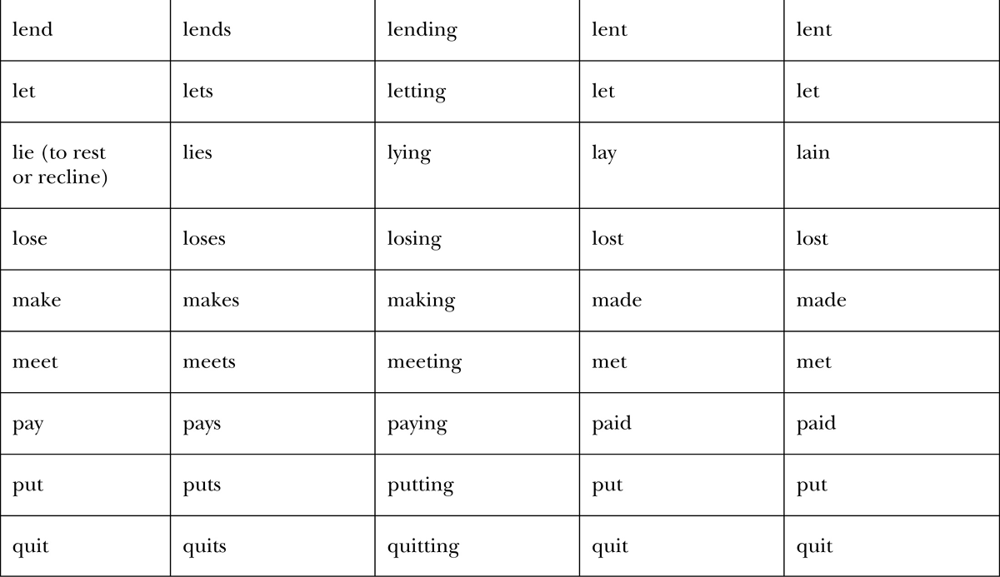 lend lends lending lent lent
let lets letting let let
lie (to rest lies lying lay lain
or recline)
lose loses losing lost lost
make makes making made made
meet meets meeting met met
pay pays paying paid paid
put puts putting put put
quit quits quitting quit quit